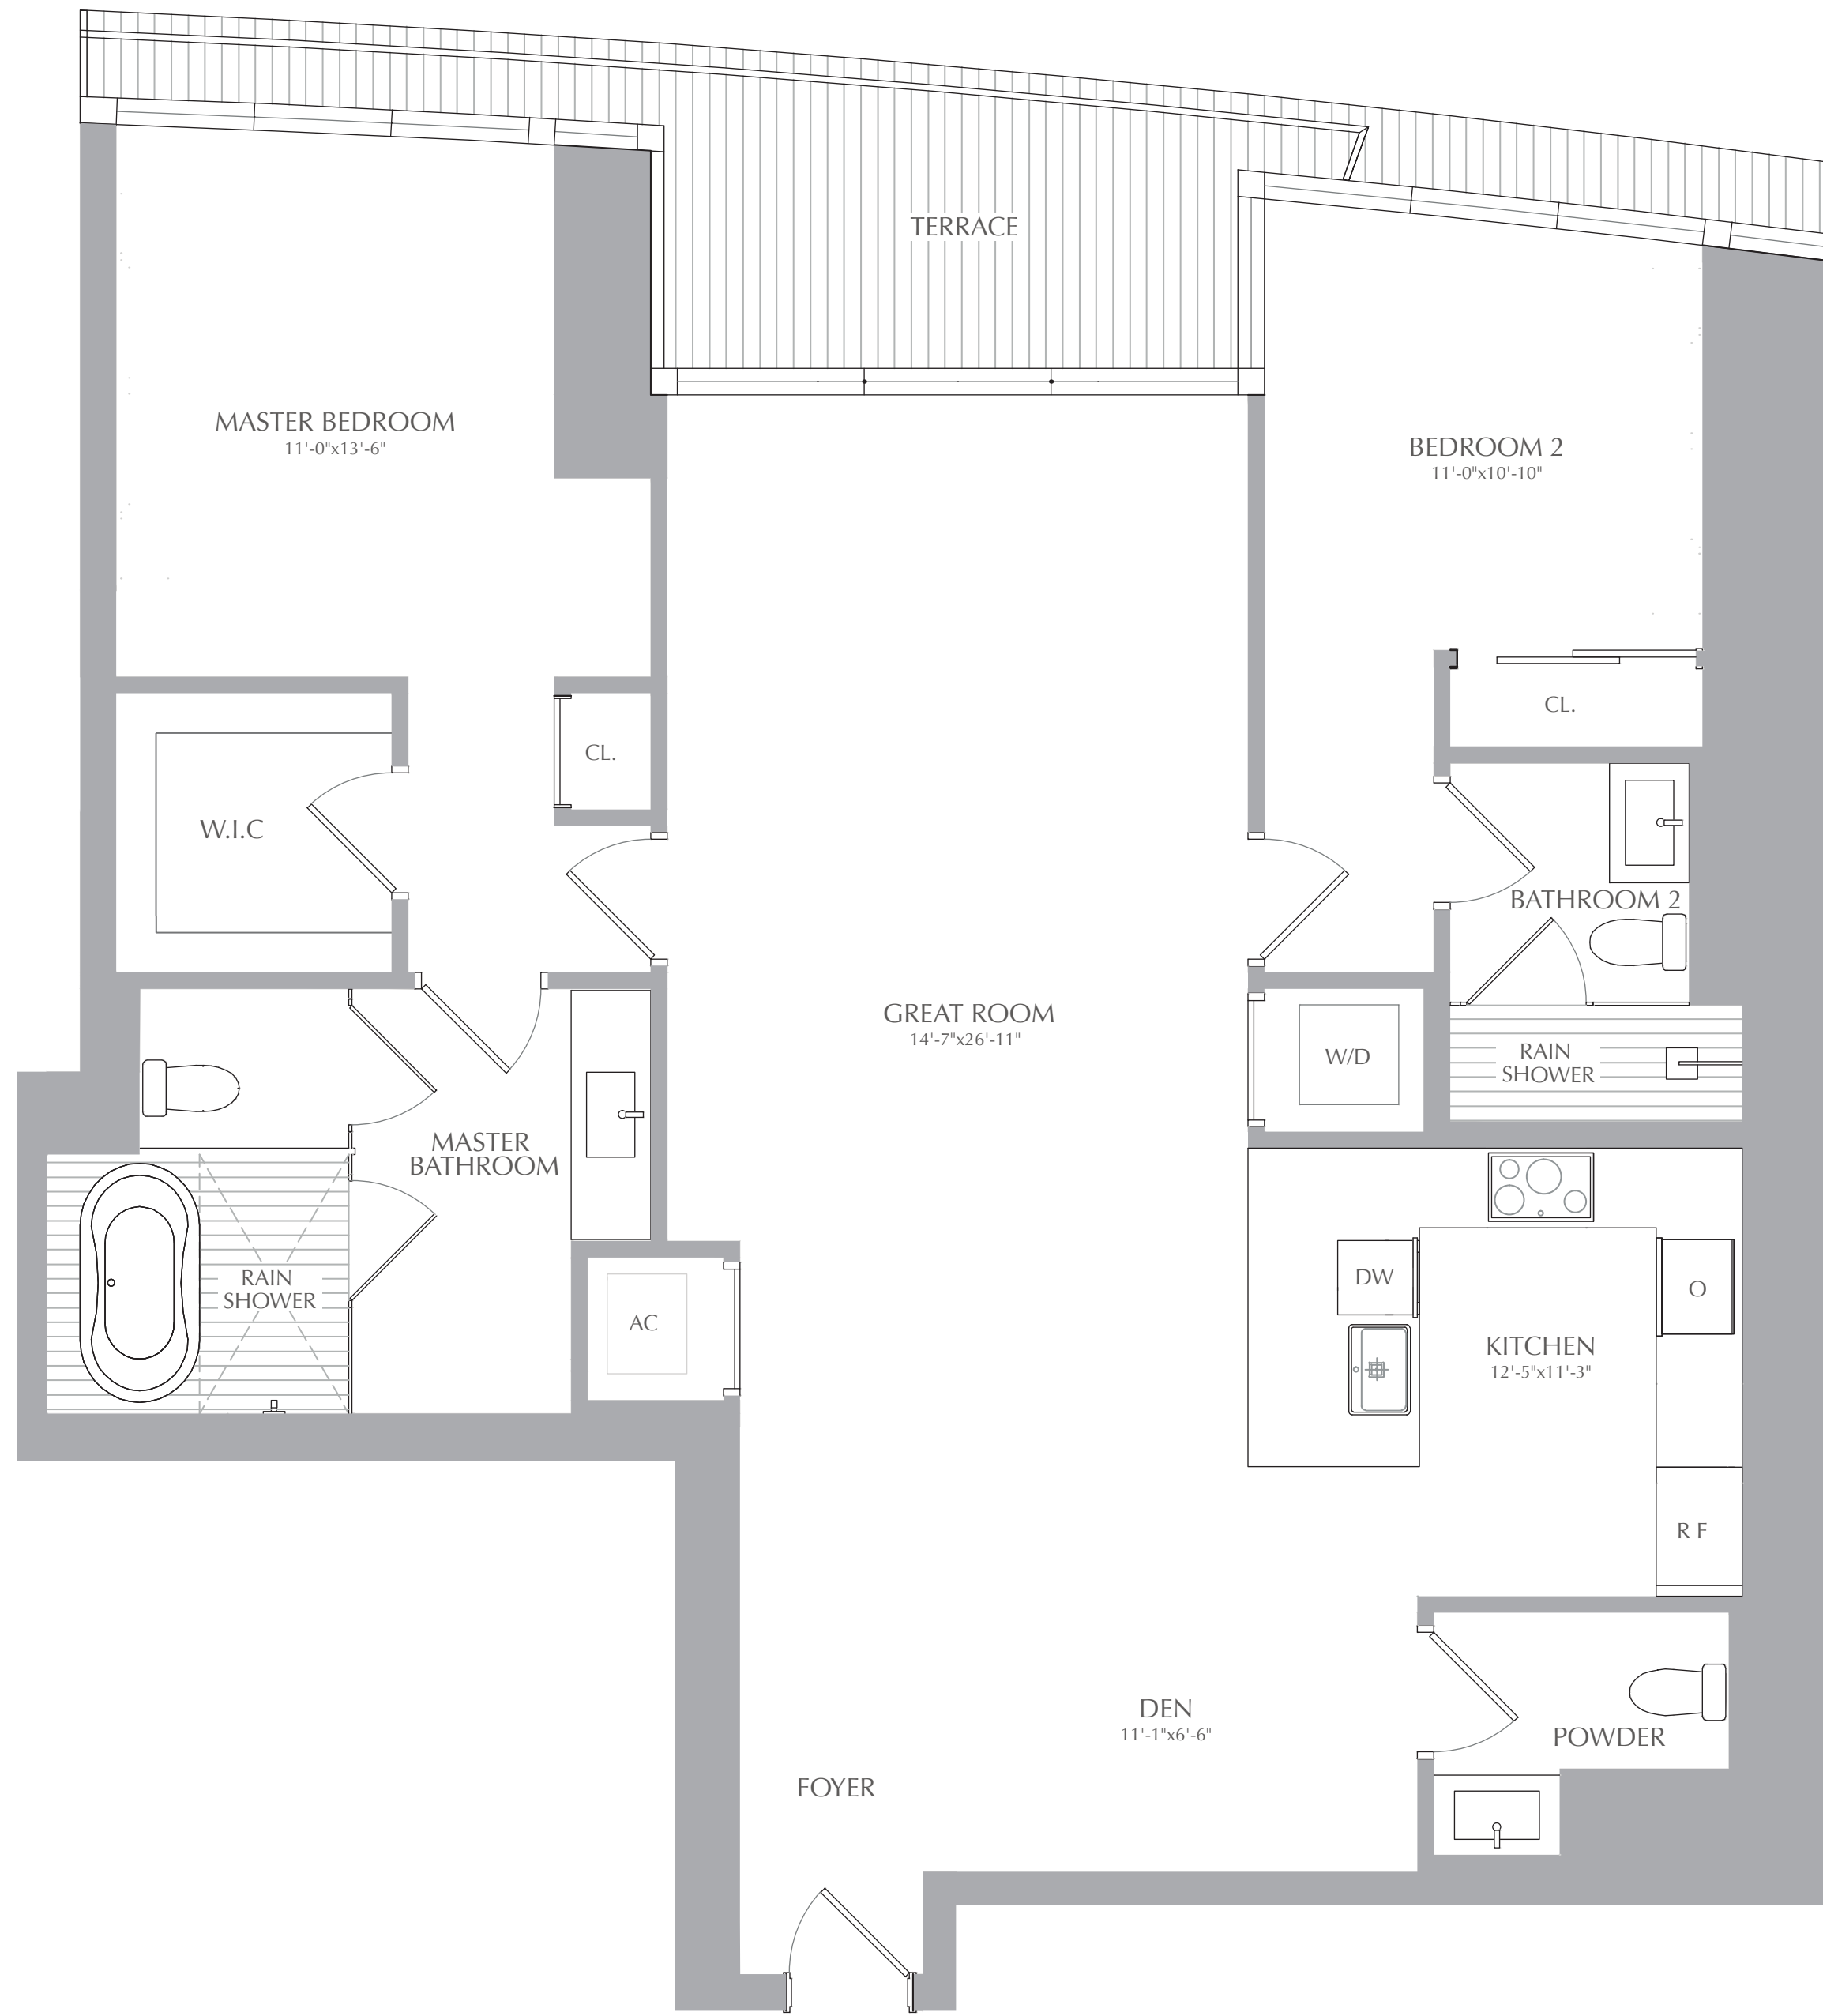 TERRACE
MASTER BEDROOM
11'-0"x13'-6"
BEDROOM 2
11'-0"x10'-10"
CL.
CL.
W.I.C
BATHROOM 2
GREAT ROOM
14'-7"x26'-11"
W/D
RAIN
SHOWER
MASTER
BATHROOM
RAIN
SHOWER
AC
DW
O
KITCHEN
12'-5"x11'-3"
R F
DEN
11'-1"x6'-6"
POWDER
FOYER